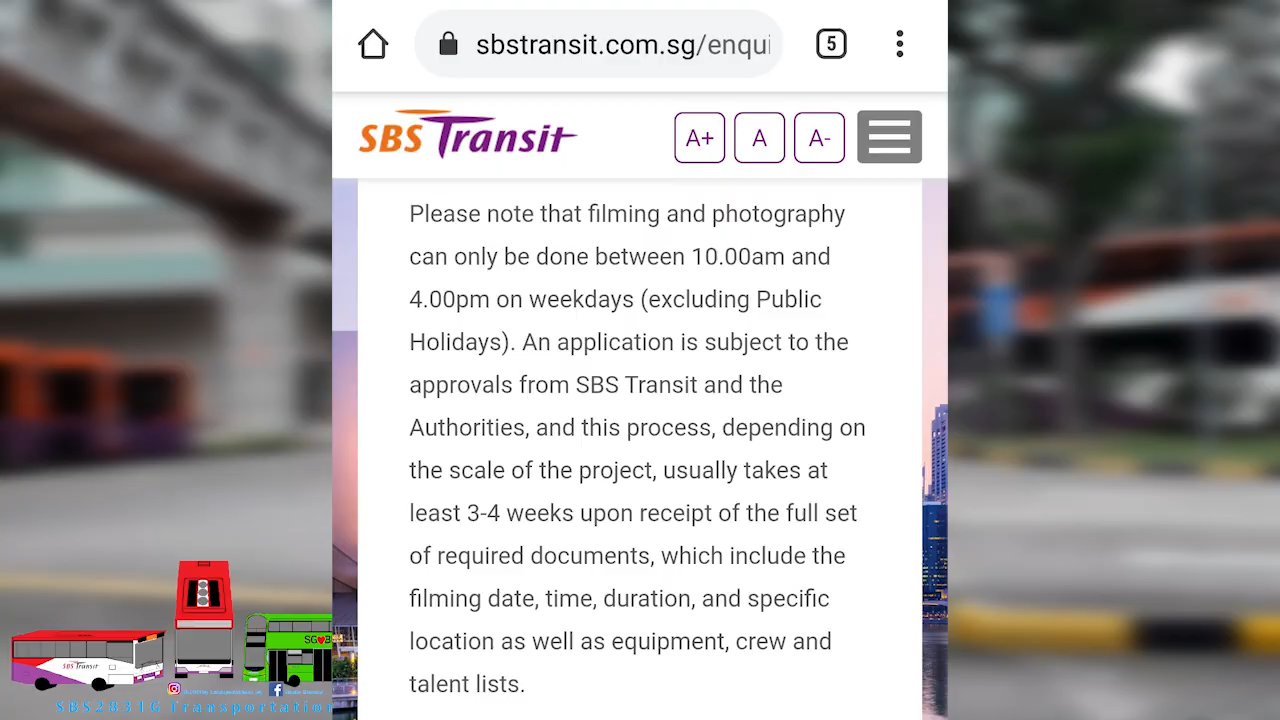 sbstransit.com.sg/enqui
5
SBS Transit
A+
A
A-
Please note that filming and photography
can only be done between 10.00am and
4.00pm on weekdays (excluding Public
Holidays). An application is subject to the
approvals from SBS Transit and the
Authorities, and this process, depending on
the scale of the project, usually takes at
least 3-4 weeks upon receipt of the full set
of required documents, which include the
filming date, time, duration, and specific
location as well as equipment, crew and
talent lists.
SBS Transit
SG♥B
SBS2831G Transportation